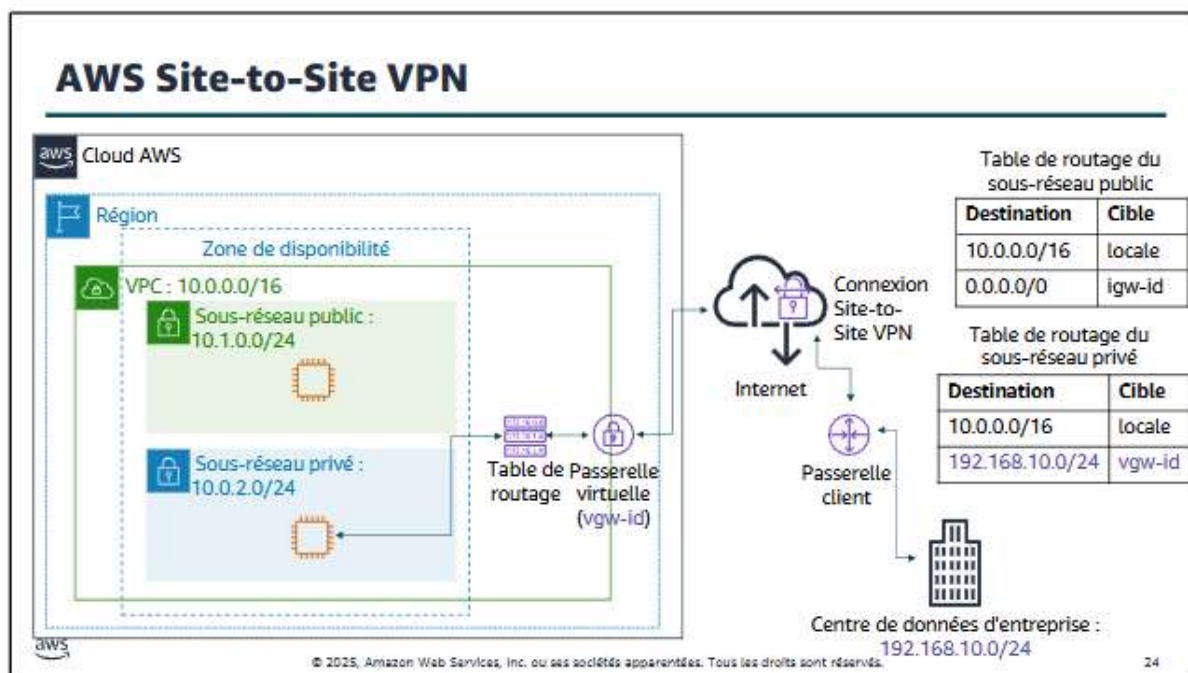 AWS Site-to-Site VPN
aws
Cloud AWS
Région
Zone de disponibilité
VPC : 10.0.0.0/16
Sous-réseau public :
10.1.0.0/24
Sous-réseau privé :
10.0.2.0/24
Table de
routage
Passerelle
virtuelle
(vgw-id)
Internet
Connexion
Site-to-
Site VPN
Passerelle
client
Centre de données d'entreprise :
192.168.10.0/24
Table de routage du
sous-réseau public
Destination Cible
10.0.0.0/16 locale
0.0.0.0/0 igw-id
Table de routage du
sous-réseau privé
Destination Cible
10.0.0.0/16 locale
192.168.10.0/24 vgw-id
aws
© 2025, Amazon Web Services, Inc. ou ses sociétés apparentées. Tous les droits sont réservés.
24